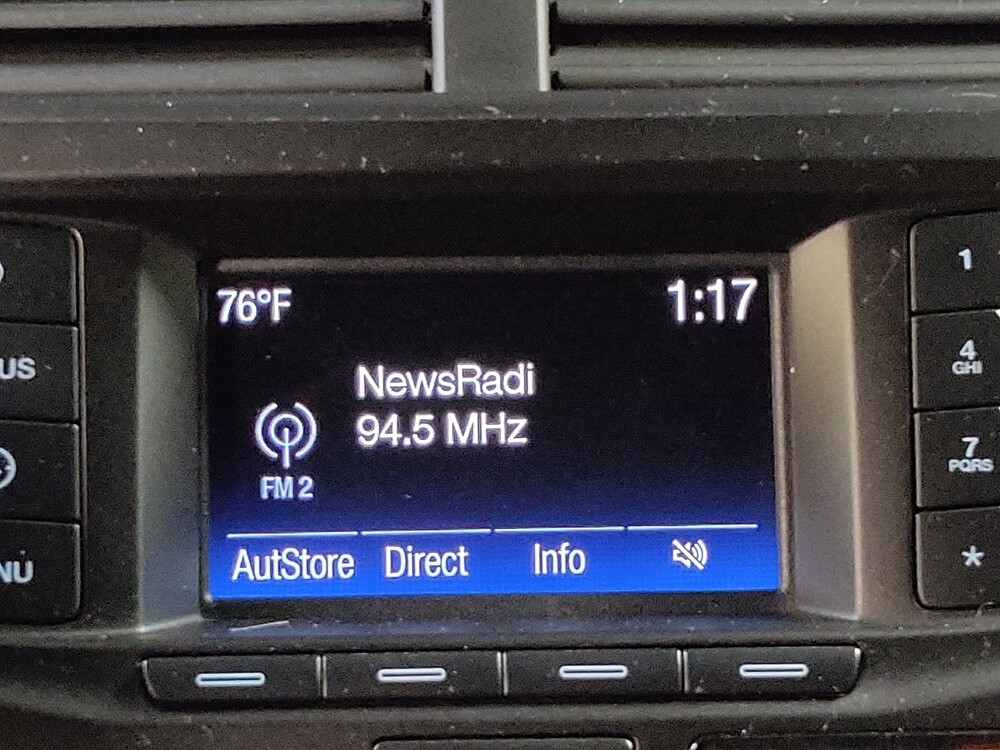 76°F 1:17
NewsRadi
94.5 MHz
FM 2
AutStore Direct Info
US
NU
1
4
GHI
7
PQRS
*